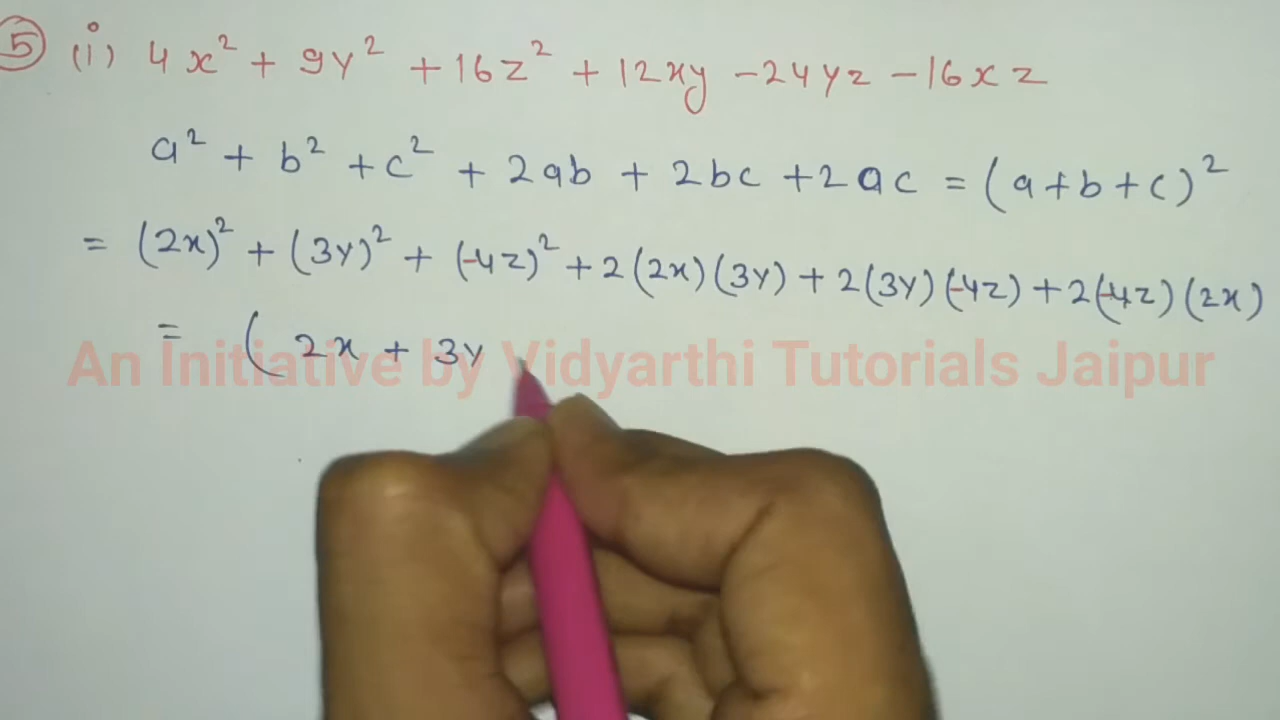 5 (i) 4x² + 9y² + 16z² + 12xy - 24yz - 16xz
a² + b² + c² + 2ab + 2bc + 2ac = (a+b+c)²
= (2x)² + (3y)² + (-4z)² + 2(2x)(3y) + 2(3y)(-4z) + 2(-4z)(2x)
= ( 2x + 3y
An Initiative by Vidyarthi Tutorials Jaipur